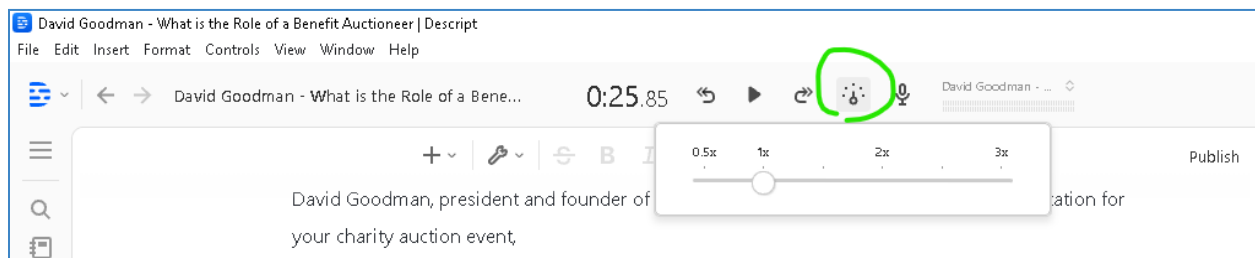 David Goodman - What is the Role of a Benefit Auctioneer | Descript
File Edit Insert Format Controls View Window Help
David Goodman - What is the Role of a Bene... 0:25.85 David Goodman - ...
S B I Publish
0.5x 1x 2x 3x
David Goodman, president and founder of tation for
your charity auction event,